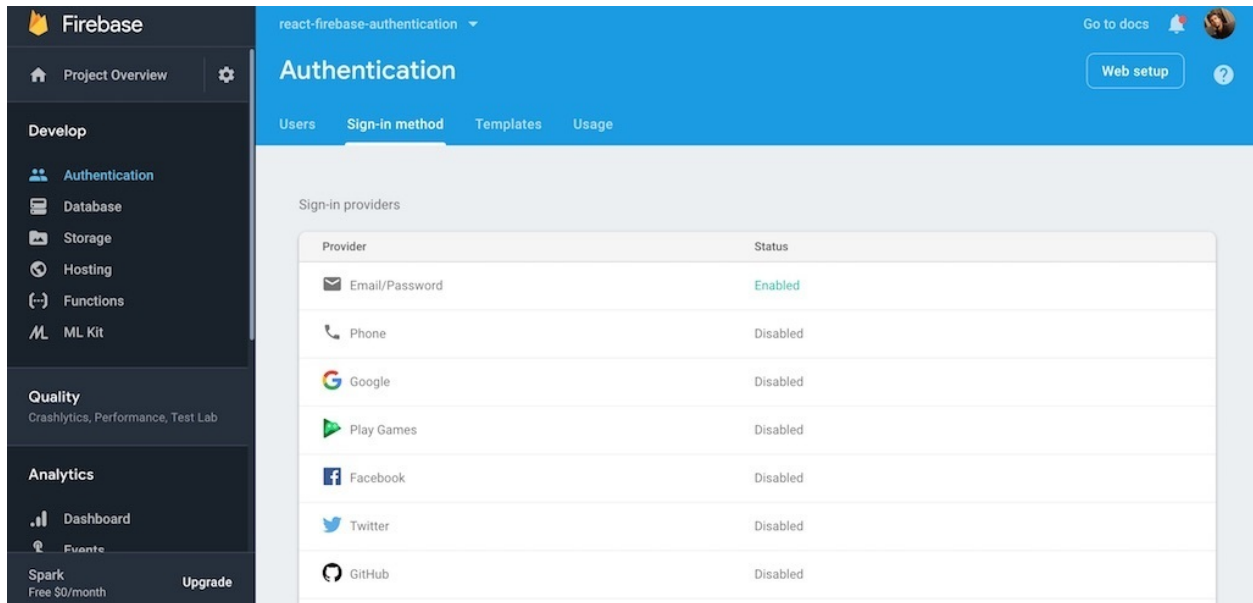 Firebase
Project Overview
Develop
Authentication
Database
Storage
Hosting
Functions
ML Kit
Quality
Crashlytics, Performance, Test Lab
Analytics
Dashboard
Events
Spark
Free $0/month
Upgrade
react-firebase-authentication
Go to docs
Authentication
Web setup
Users Sign-in method Templates Usage
Sign-in providers
Provider Status
Email/Password Enabled
Phone Disabled
Google Disabled
Play Games Disabled
Facebook Disabled
Twitter Disabled
GitHub Disabled